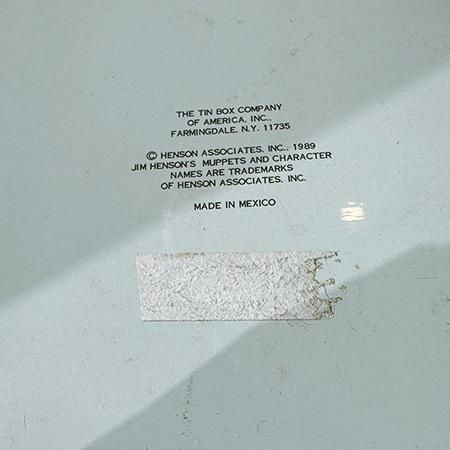 THE TIN BOX COMPANY
OF AMERICA, INC.,
FARMINGDALE, N.Y. 11735
© HENSON ASSOCIATES, INC., 1989
JIM HENSON'S MUPPETS AND CHARACTER
NAMES ARE TRADEMARKS
OF HENSON ASSOCIATES, INC.
MADE IN MEXICO